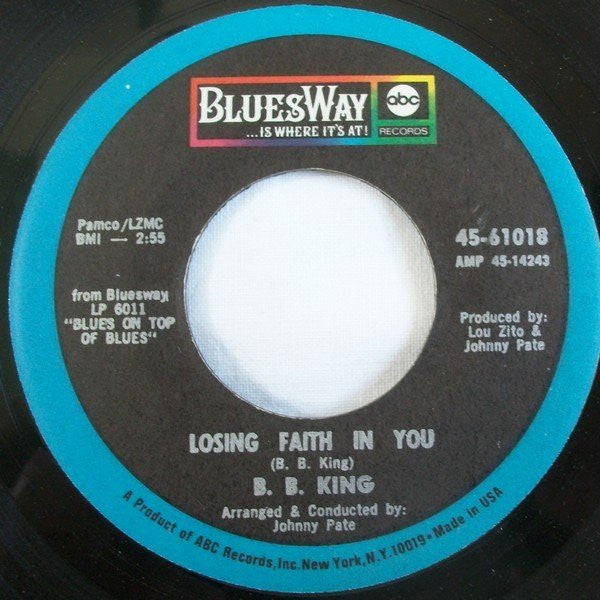 BLUESWAY
...IS WHERE IT'S AT!
abc
RECORDS
Pamco/LZMC
BMI — 2:55
from Bluesway,
LP 6011
"BLUES ON TOP
OF BLUES"
45-61018
AMP 45-14243
Produced by:
Lou Zito &
Johnny Pate
LOSING FAITH IN YOU
(B. B. King)
B. B. KING
Arranged & Conducted by:
Johnny Pate
A Product of ABC Records, Inc. New York, N.Y. 10019 • Made in USA